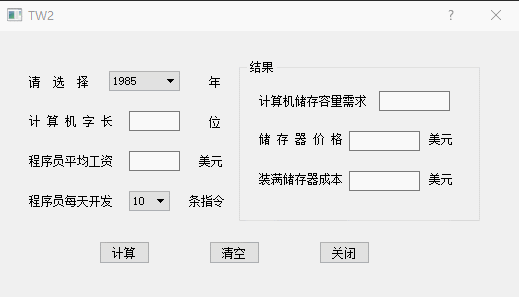 TW2
请 选 择 1985 年
计 算 机 字 长 位
程序员平均工资 美元
程序员每天开发 10 条指令
结果
计算机储存容量需求
储 存 器 价 格 美元
装满储存器成本 美元
计算 清空 关闭